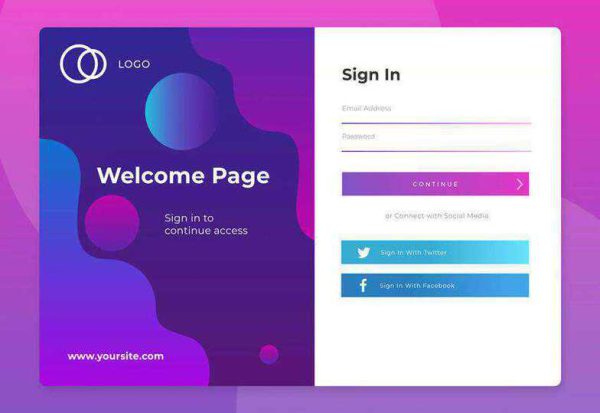 LOGO
Welcome Page
Sign in to
continue access
www.yoursite.com
Sign In
Email Address
Password
CONTINUE
or Connect with Social Media
Sign In With Twitter
Sign In With Facebook